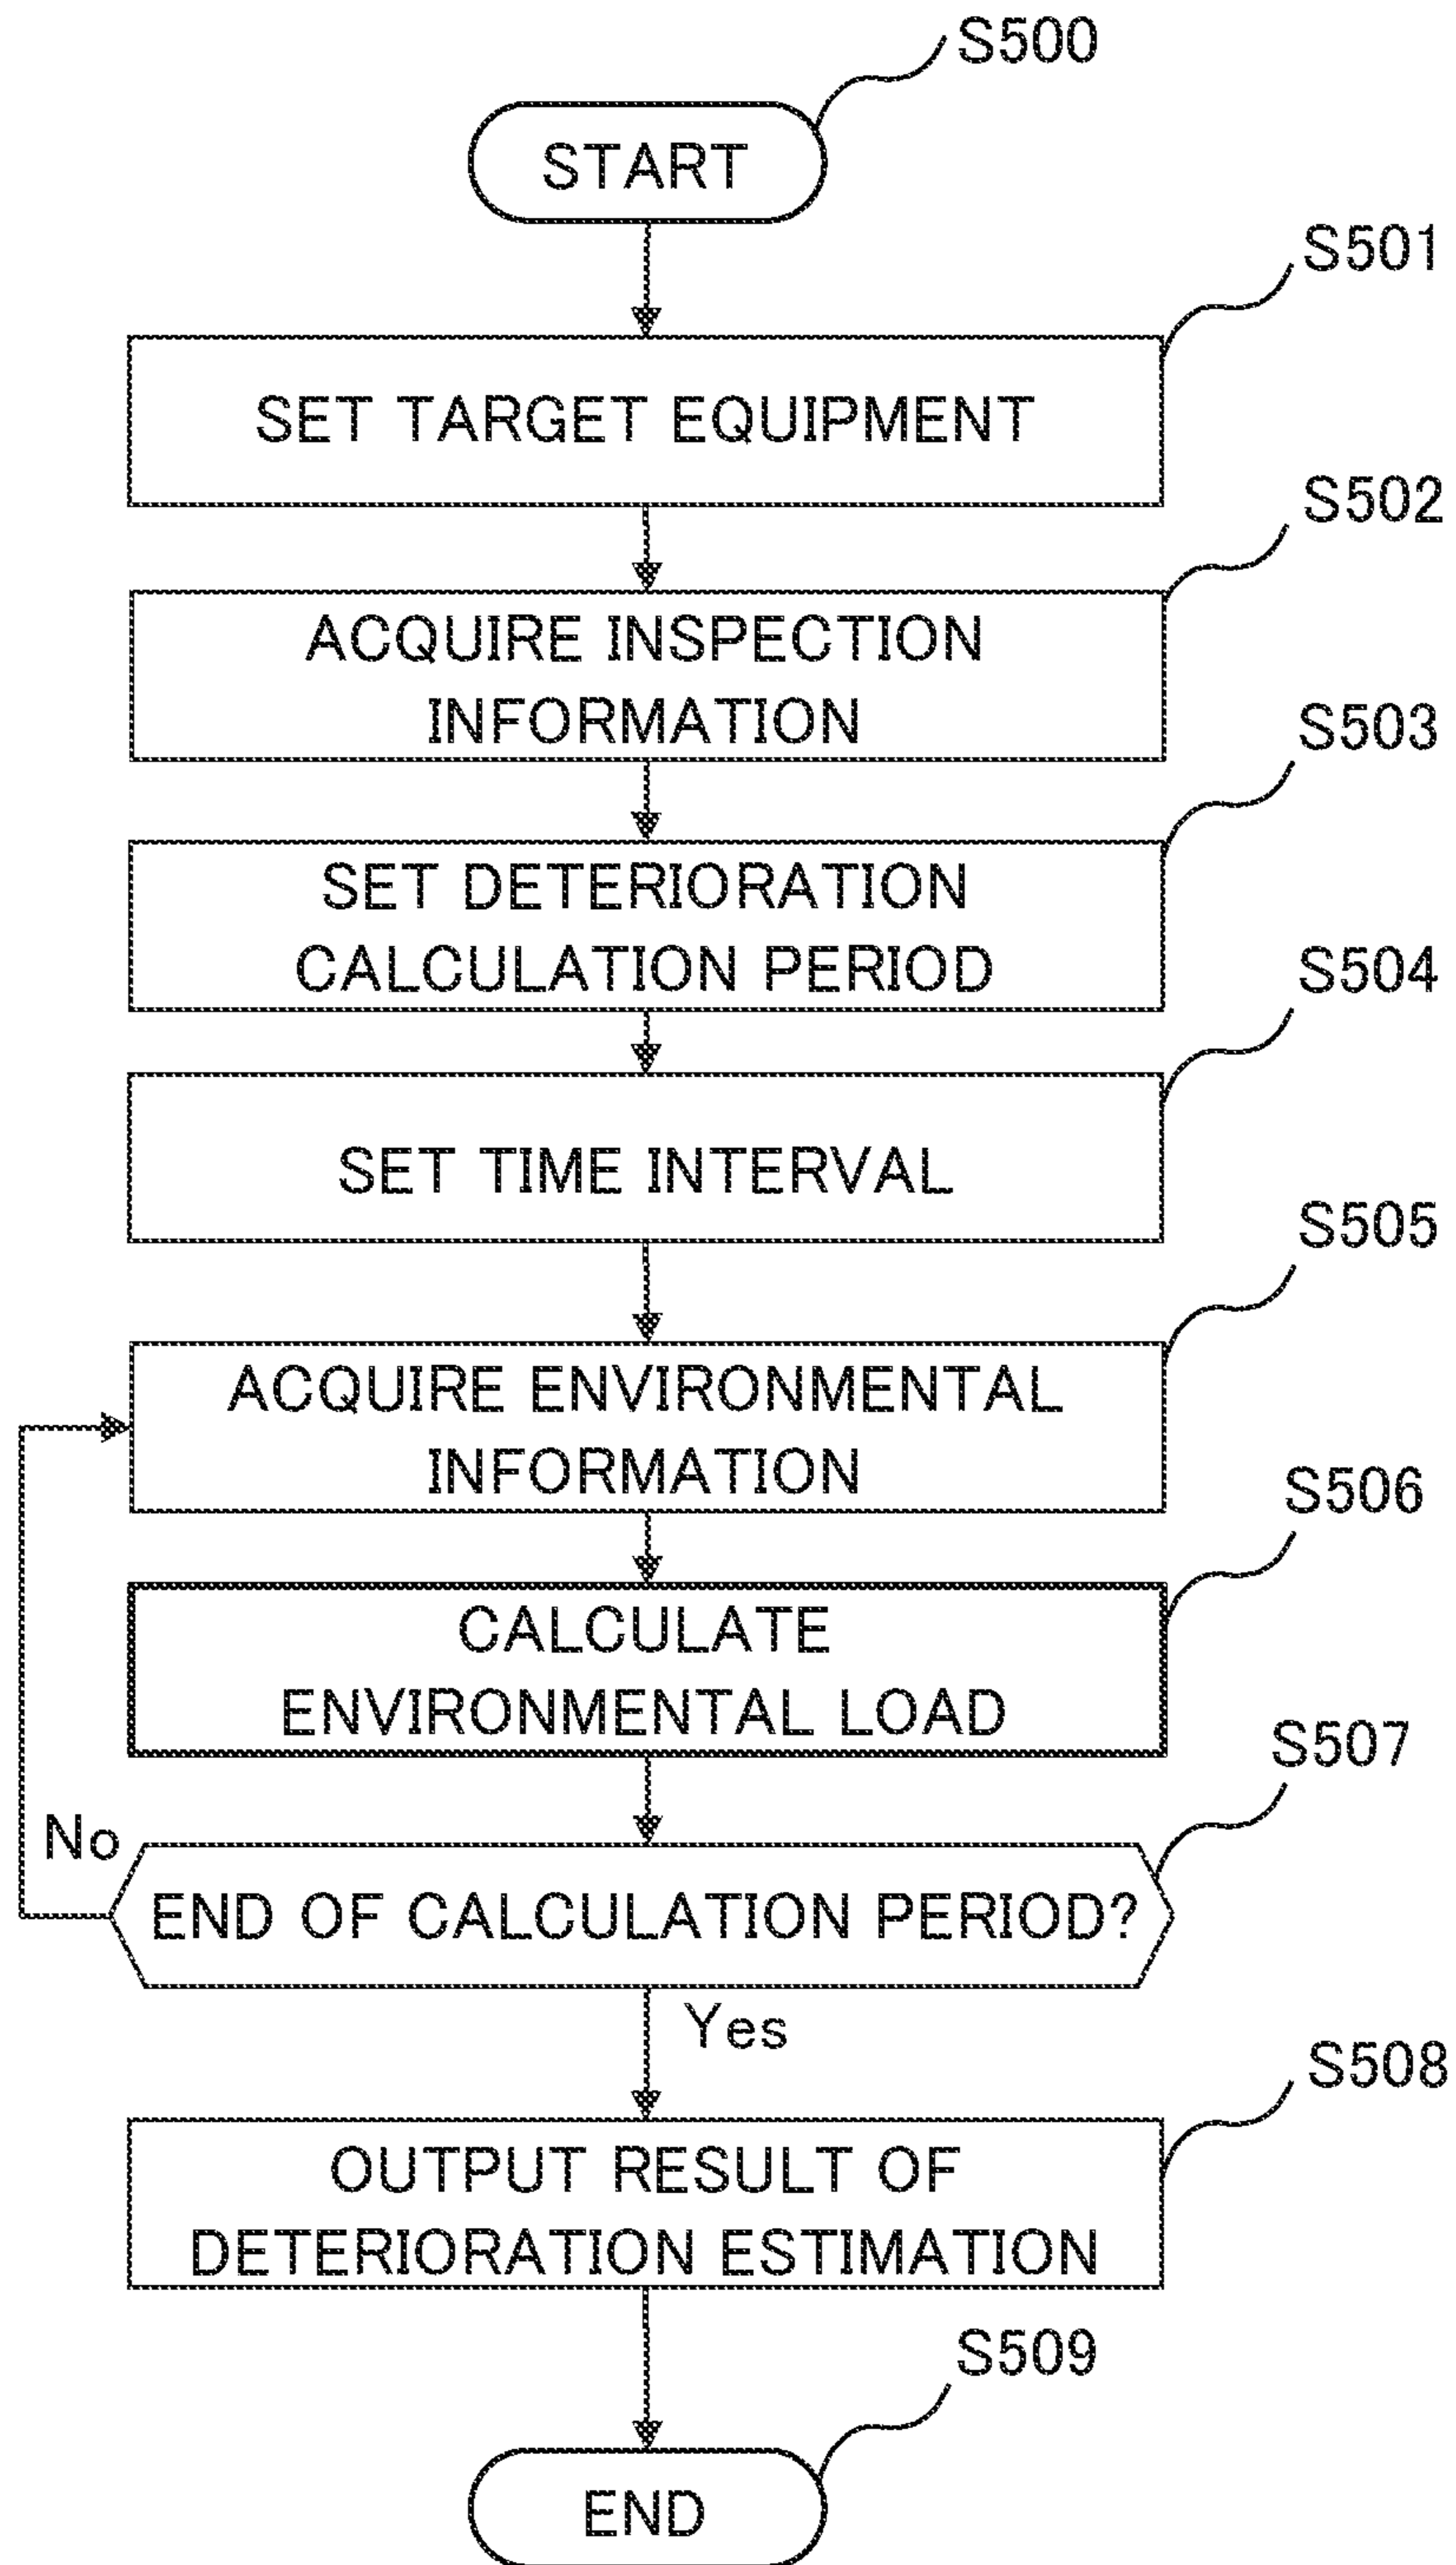 S500
START
S501
SET TARGET EQUIPMENT
S502
ACQUIRE INSPECTION
INFORMATION
S503
SET DETERIORATION
CALCULATION PERIOD
S504
SET TIME INTERVAL
S505
ACQUIRE ENVIRONMENTAL
INFORMATION
S506
CALCULATE
ENVIRONMENTAL LOAD
S507
No
END OF CALCULATION PERIOD?
Yes
S508
OUTPUT RESULT OF
DETERIORATION ESTIMATION
S509
END